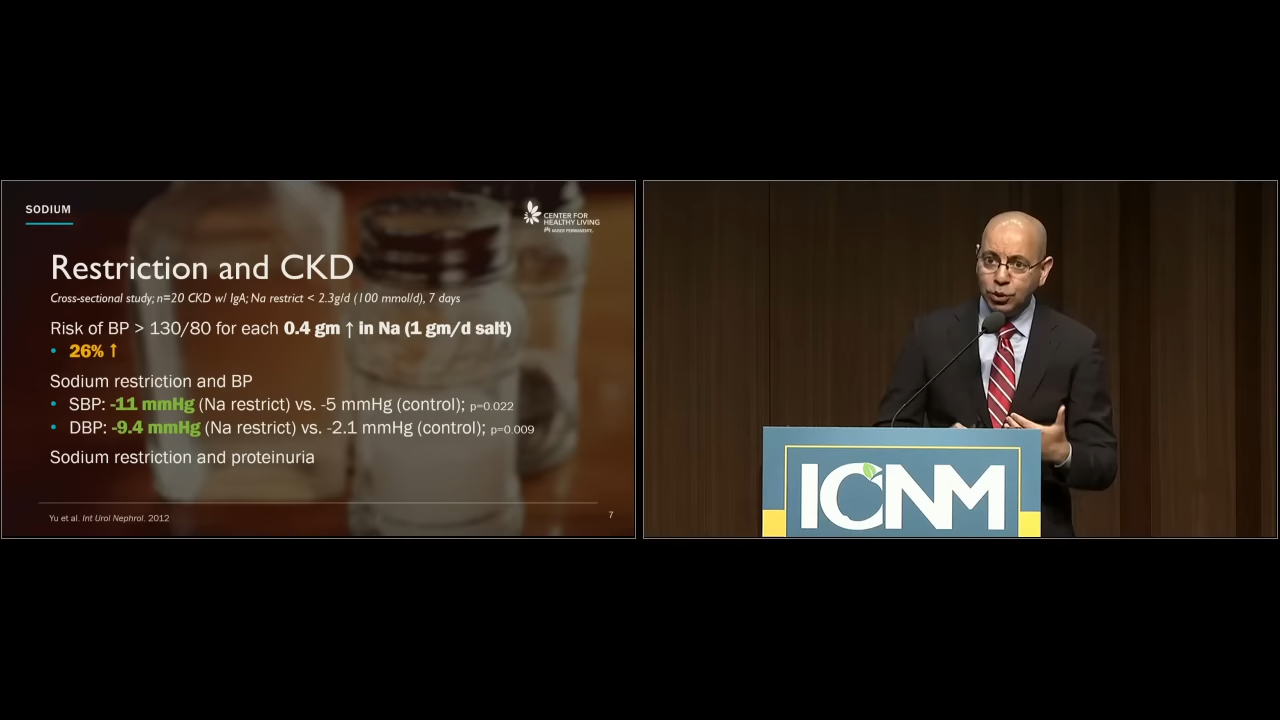 SODIUM
CENTER FOR
HEALTHY LIVING
KAISER PERMANENTE.
Restriction and CKD
Cross-sectional study; n=20 CKD w/ IgA; Na restrict < 2.3g/d (100 mmol/d), 7 days
Risk of BP > 130/80 for each 0.4 gm ↑ in Na (1 gm/d salt)
• 26% ↑
Sodium restriction and BP
• SBP: -11 mmHg (Na restrict) vs. -5 mmHg (control); p=0.022
• DBP: -9.4 mmHg (Na restrict) vs. -2.1 mmHg (control); p=0.009
Sodium restriction and proteinuria
Yu et al. Int Urol Nephrol. 2012
7
ICNM